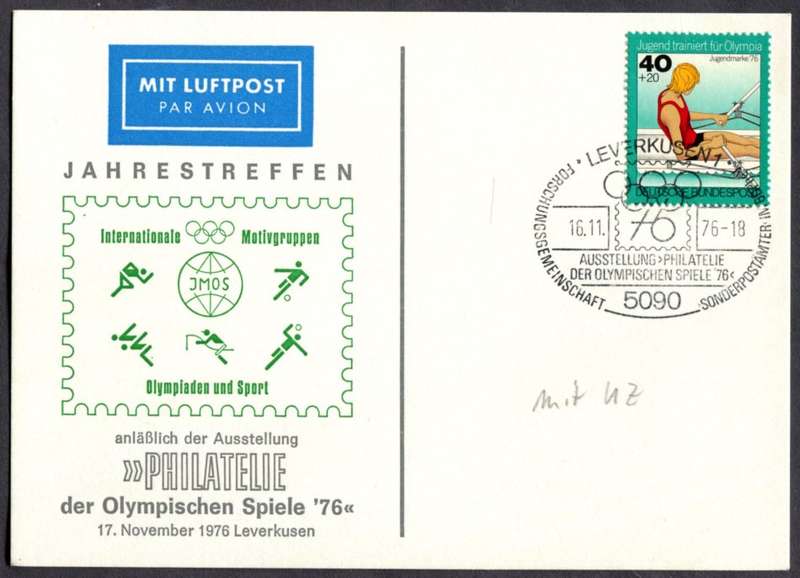 MIT LUFTPOST
PAR AVION
JAHRESTREFFEN
Internationale Motivgruppen
JMOS
Olympiaden und Sport
anläßlich der Ausstellung
»PHILATELIE
der Olympischen Spiele '76«
17. November 1976 Leverkusen
Jugend trainiert für Olympia
Jugendmarke '76
40
+20
DEUTSCHE BUNDESPOST
• LEVERKUSEN 1 •
16.11. 76 76-18
AUSSTELLUNG »PHILATELIE
DER OLYMPISCHEN SPIELE '76«
FORSCHUNGSGEMEINSCHAFT 5090 SONDERPOSTÄMTER IN
mit UZ